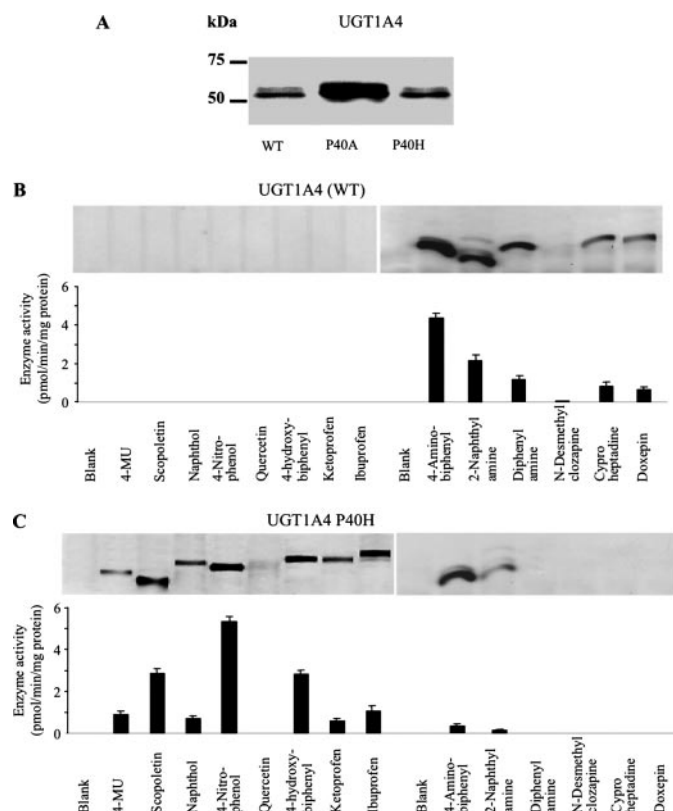 A kDa UGT1A4
75
50
WT P40A P40H
B UGT1A4 (WT)
Enzyme activity
(pmol/min/mg protein)
6
4
2
0
Blank
4-MU
Scopoletin
Naphthol
4-Nitro-
phenol
Quercetin
4-hydroxy-
biphenyl
Ketoprofen
Ibuprofen
Blank
4-Amino-
biphenyl
2-Naphthyl
amine
Diphenyl
amine
N-Desmethyl
clozapine
Cypro
heptadine
Doxepin
C UGT1A4 P40H
Enzyme activity
(pmol/min/mg protein)
6
4
2
0
Blank
4-MU
Scopoletin
Naphthol
4-Nitro-
phenol
Quercetin
4-hydroxy-
biphenyl
Ketoprofen
Ibuprofen
Blank
4-Amino-
biphenyl
2-Naphthyl
amine
Diphenyl
amine
N-Desmethyl
clozapine
Cypro
heptadine
Doxepin